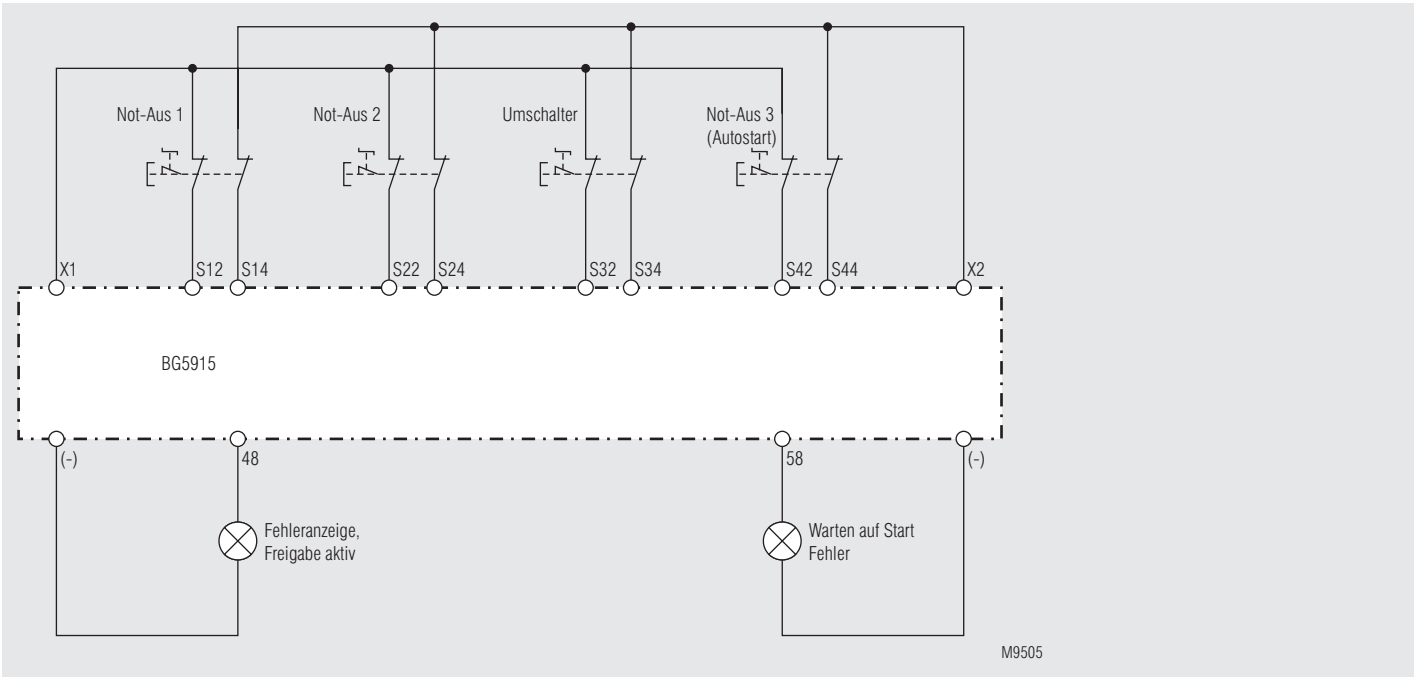 Not-Aus 1
Not-Aus 2
Umschalter
Not-Aus 3
(Autostart)
X1
S12
S14
S22
S24
S32
S34
S42
S44
X2
BG5915
(-)
48
58
(-)
Fehleranzeige,
Freigabe aktiv
Warten auf Start
Fehler
M9505